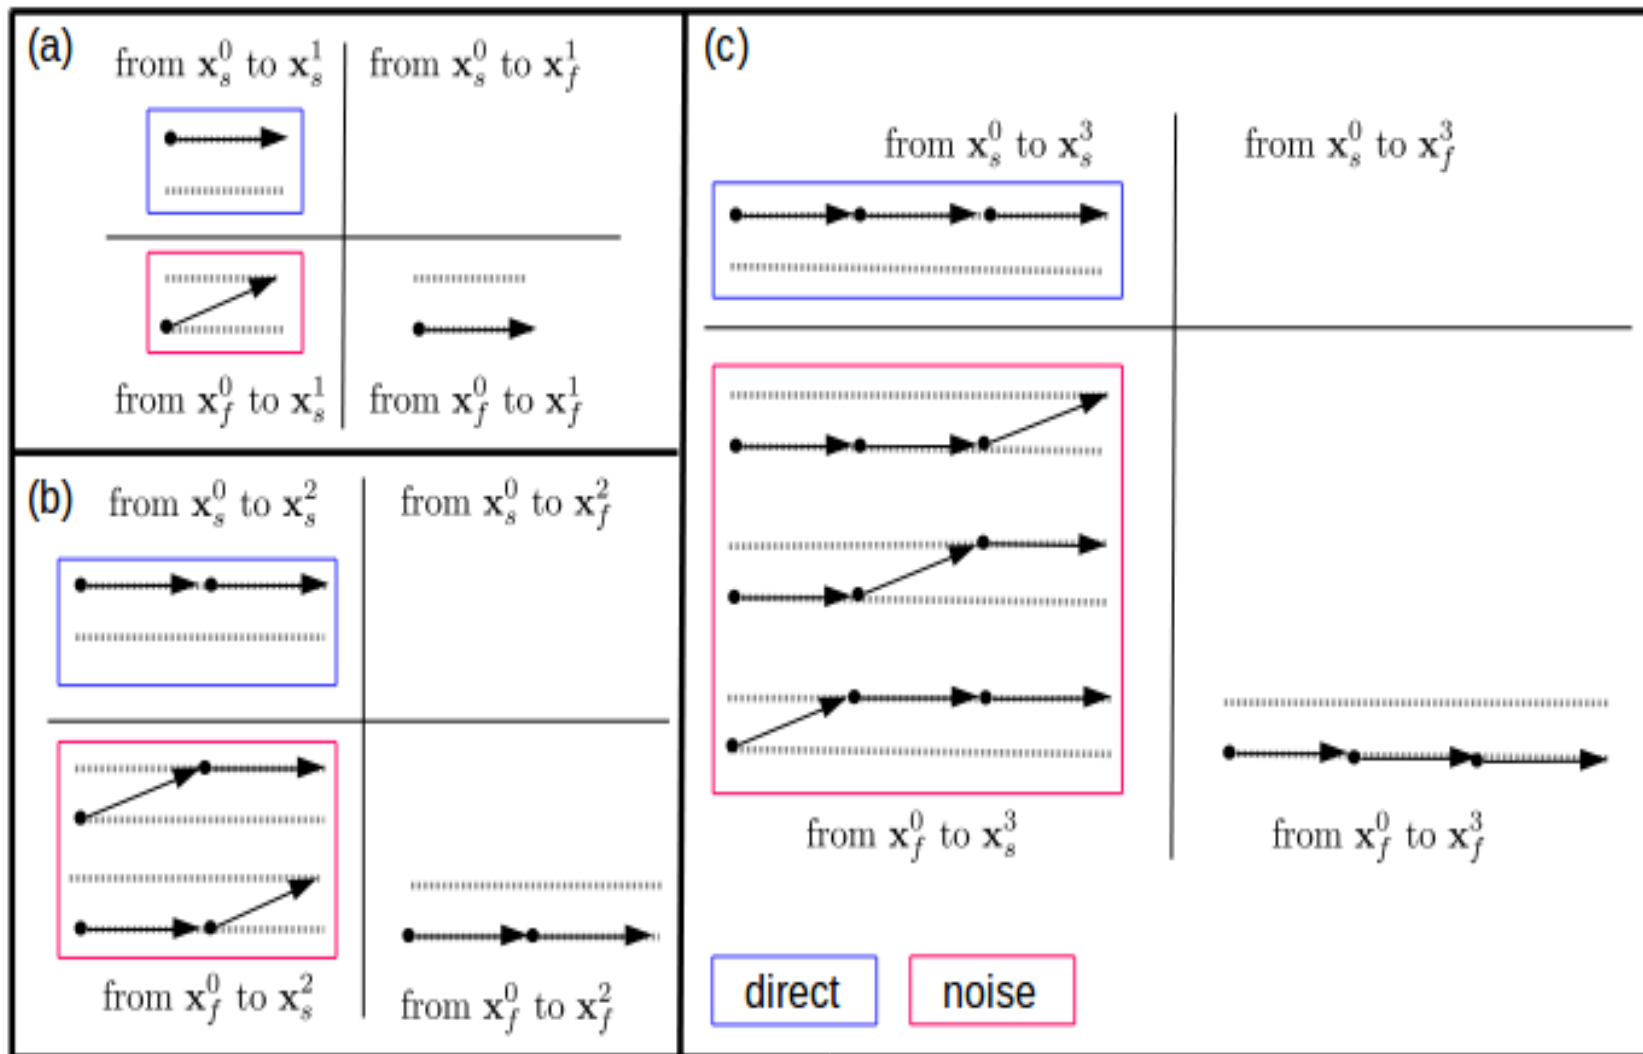 (a)
from x_s^0 to x_s^1
from x_s^0 to x_f^1
from x_f^0 to x_s^1
from x_f^0 to x_f^1
(b)
from x_s^0 to x_s^2
from x_s^0 to x_f^2
from x_f^0 to x_s^2
from x_f^0 to x_f^2
(c)
from x_s^0 to x_s^3
from x_s^0 to x_f^3
from x_f^0 to x_s^3
from x_f^0 to x_f^3
direct
noise